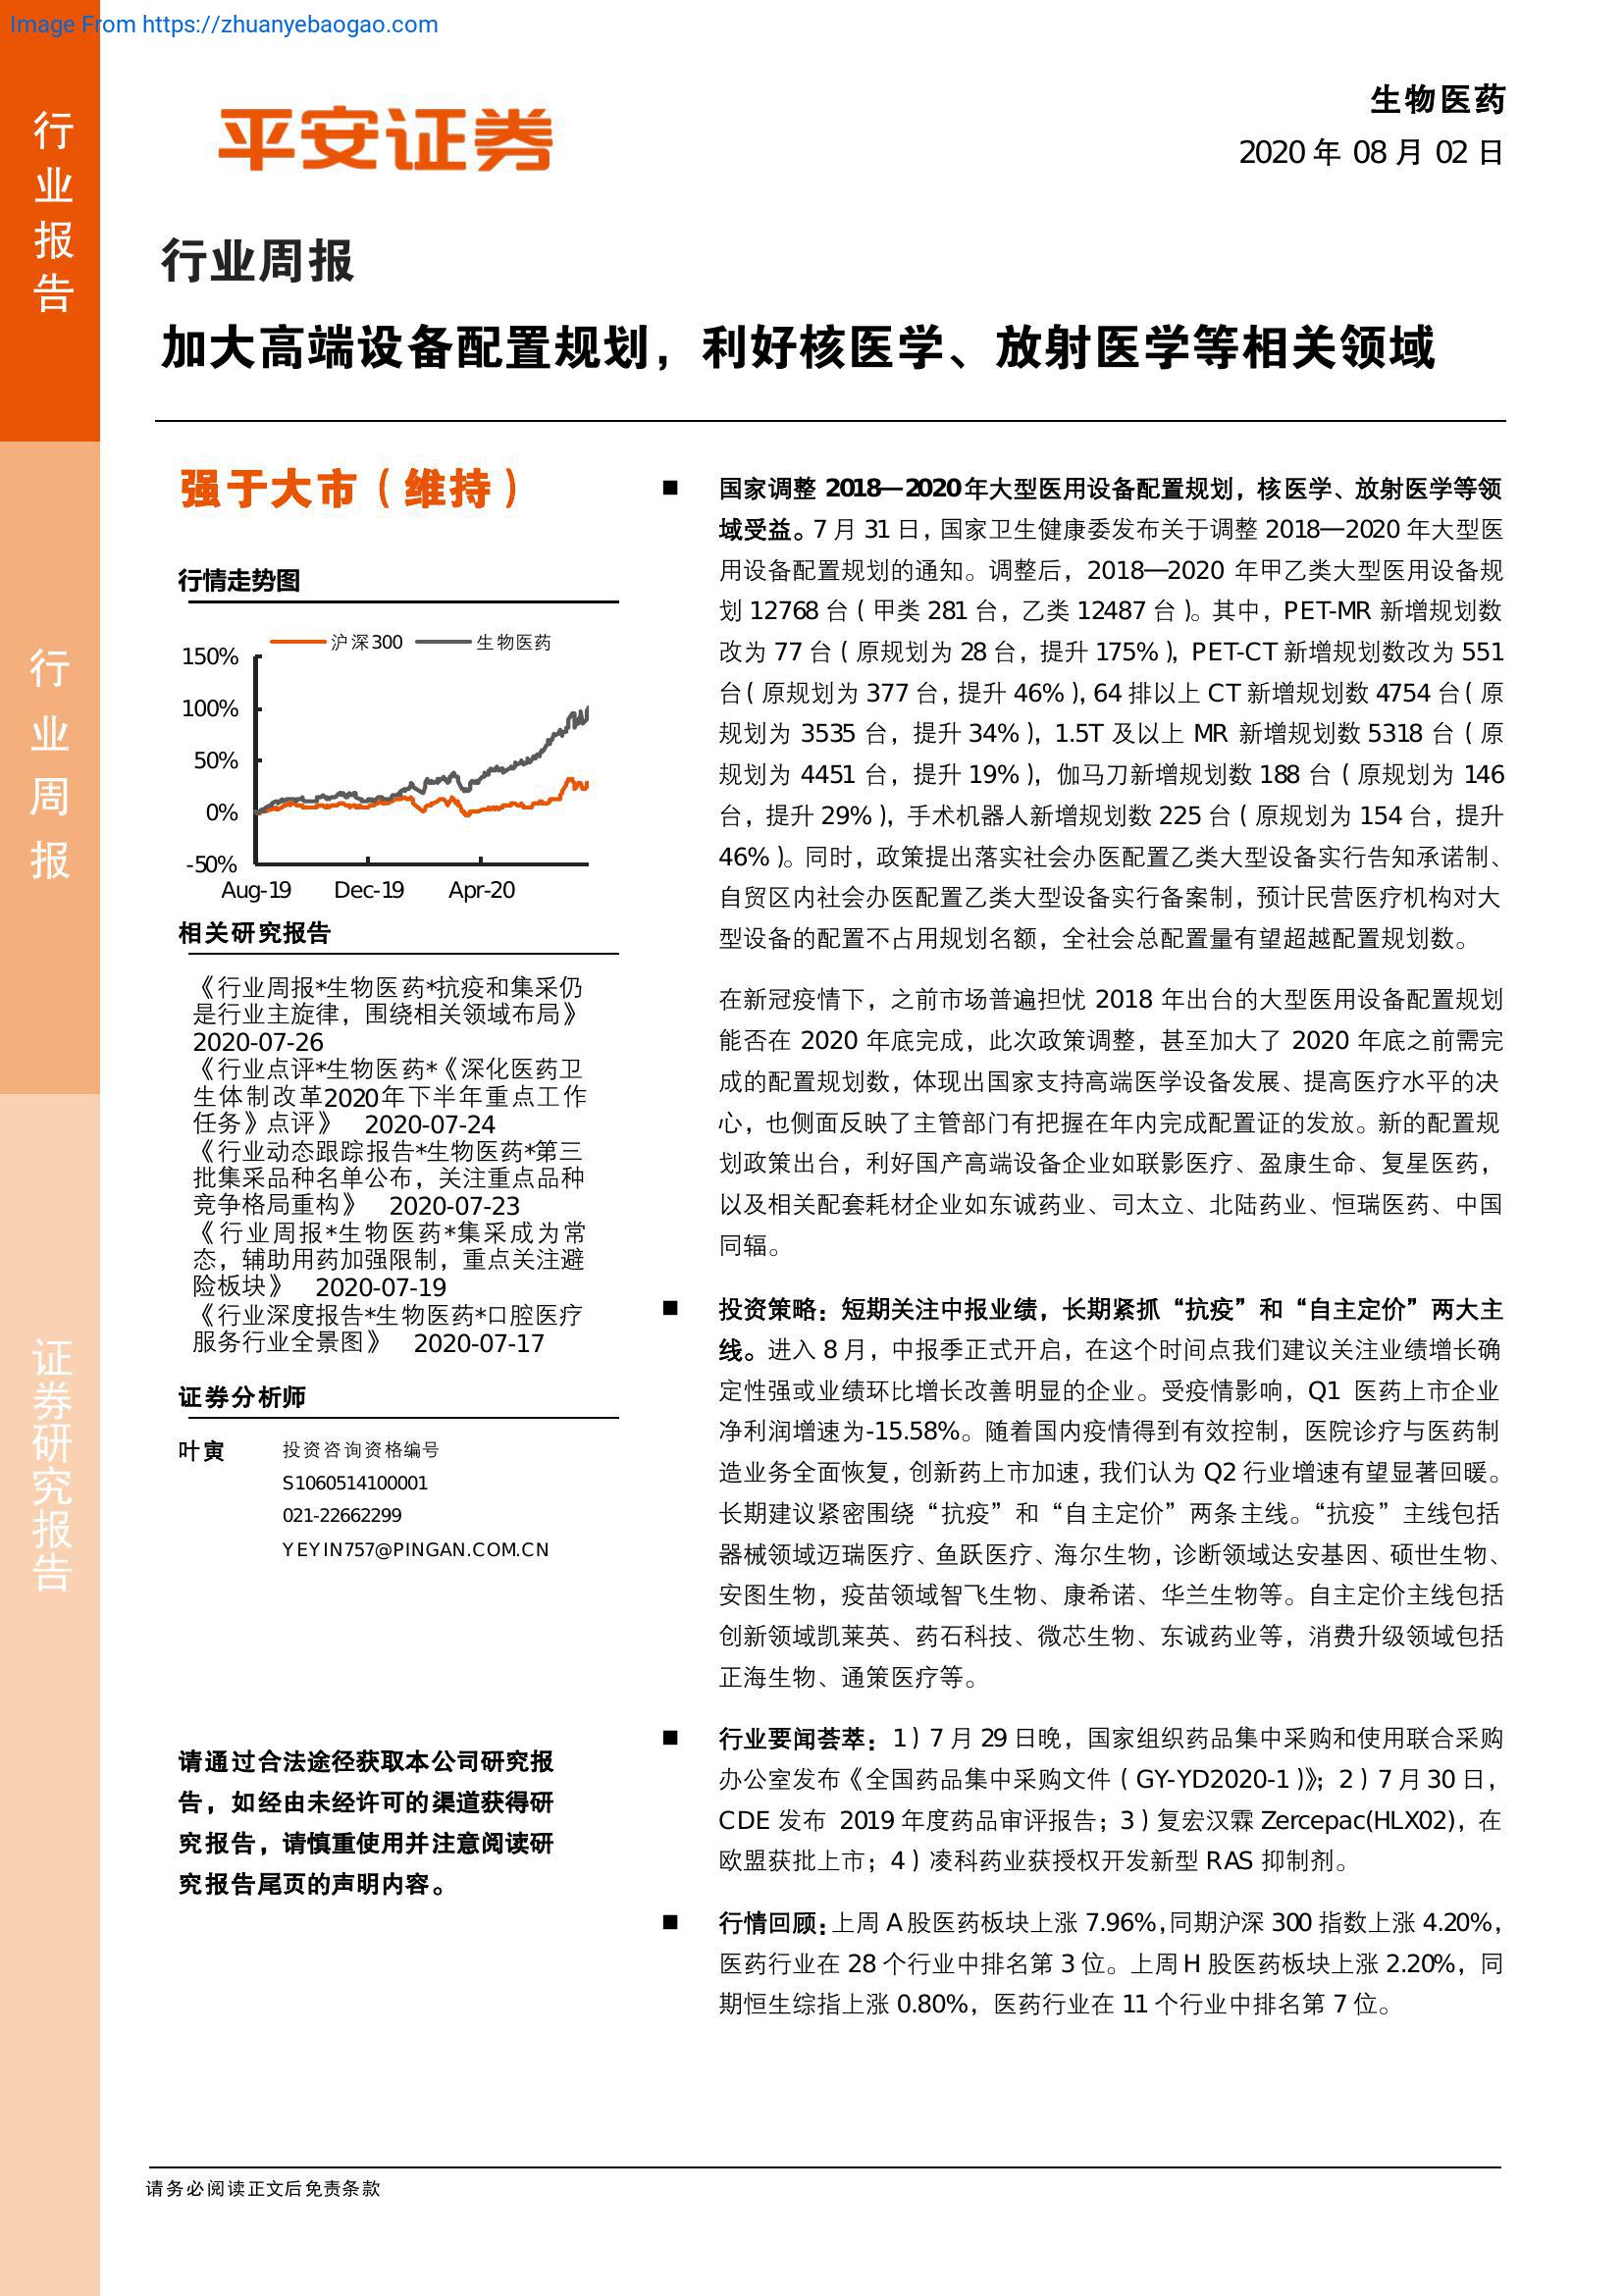 Image From https://zhuanyebaogao.com
行业报告
行业周报
证券研究报告
平安证券
生物医药
2020 年 08 月 02 日
行业周报
加大高端设备配置规划，利好核医学、放射医学等相关领域
强于大市（维持）
行情走势图
沪深300 生物医药
150%
100%
50%
0%
-50%
Aug-19 Dec-19 Apr-20
相关研究报告
《行业周报*生物医药*抗疫和集采仍
是行业主旋律，围绕相关领域布局》
2020-07-26
《行业点评*生物医药*《深化医药卫
生体制改革2020年下半年重点工作
任务》点评》 2020-07-24
《行业动态跟踪报告*生物医药*第三
批集采品种名单公布，关注重点品种
竞争格局重构》 2020-07-23
《行业周报*生物医药*集采成为常
态，辅助用药加强限制，重点关注避
险板块》 2020-07-19
《行业深度报告*生物医药*口腔医疗
服务行业全景图》 2020-07-17
证券分析师
叶寅 投资咨询资格编号
S1060514100001
021-22662299
YEYIN757@PINGAN.COM.CN
请通过合法途径获取本公司研究报
告，如经由未经许可的渠道获得研
究报告，请慎重使用并注意阅读研
究报告尾页的声明内容。
■ 国家调整 2018—2020年大型医用设备配置规划，核医学、放射医学等领
域受益。7 月 31 日，国家卫生健康委发布关于调整 2018—2020 年大型医
用设备配置规划的通知。调整后，2018—2020 年甲乙类大型医用设备规
划 12768 台（甲类 281 台，乙类 12487 台）。其中，PET-MR 新增规划数
改为 77 台（原规划为 28 台，提升 175%），PET-CT 新增规划数改为 551
台（原规划为 377 台，提升 46%），64 排以上 CT 新增规划数 4754 台（原
规划为 3535 台，提升 34%），1.5T 及以上 MR 新增规划数 5318 台（原
规划为 4451 台，提升 19%），伽马刀新增规划数 188 台（原规划为 146
台，提升 29%），手术机器人新增规划数 225 台（原规划为 154 台，提升
46%）。同时，政策提出落实社会办医配置乙类大型设备实行告知承诺制、
自贸区内社会办医配置乙类大型设备实行备案制，预计民营医疗机构对大
型设备的配置不占用规划名额，全社会总配置量有望超越配置规划数。
在新冠疫情下，之前市场普遍担忧 2018 年出台的大型医用设备配置规划
能否在 2020 年底完成，此次政策调整，甚至加大了 2020 年底之前需完
成的配置规划数，体现出国家支持高端医学设备发展、提高医疗水平的决
心，也侧面反映了主管部门有把握在年内完成配置证的发放。新的配置规
划政策出台，利好国产高端设备企业如联影医疗、盈康生命、复星医药，
以及相关配套耗材企业如东诚药业、司太立、北陆药业、恒瑞医药、中国
同辐。
■ 投资策略：短期关注中报业绩，长期紧抓“抗疫”和“自主定价”两大主
线。进入 8 月，中报季正式开启，在这个时间点我们建议关注业绩增长确
定性强或业绩环比增长改善明显的企业。受疫情影响，Q1 医药上市企业
净利润增速为-15.58%。随着国内疫情得到有效控制，医院诊疗与医药制
造业务全面恢复，创新药上市加速，我们认为 Q2 行业增速有望显著回暖。
长期建议紧密围绕“抗疫”和“自主定价”两条主线。“抗疫”主线包括
器械领域迈瑞医疗、鱼跃医疗、海尔生物，诊断领域达安基因、硕世生物、
安图生物，疫苗领域智飞生物、康希诺、华兰生物等。自主定价主线包括
创新领域凯莱英、药石科技、微芯生物、东诚药业等，消费升级领域包括
正海生物、通策医疗等。
■ 行业要闻荟萃：1）7 月 29 日晚，国家组织药品集中采购和使用联合采购
办公室发布《全国药品集中采购文件（GY-YD2020-1）》；2）7 月 30 日，
CDE 发布 2019 年度药品审评报告；3）复宏汉霖 Zercepac(HLX02)，在
欧盟获批上市；4）凌科药业获授权开发新型 RAS 抑制剂。
■ 行情回顾：上周 A 股医药板块上涨 7.96%，同期沪深 300 指数上涨 4.20%，
医药行业在 28 个行业中排名第 3 位。上周 H 股医药板块上涨 2.20%，同
期恒生综指上涨 0.80%，医药行业在 11 个行业中排名第 7 位。
请务必阅读正文后免责条款